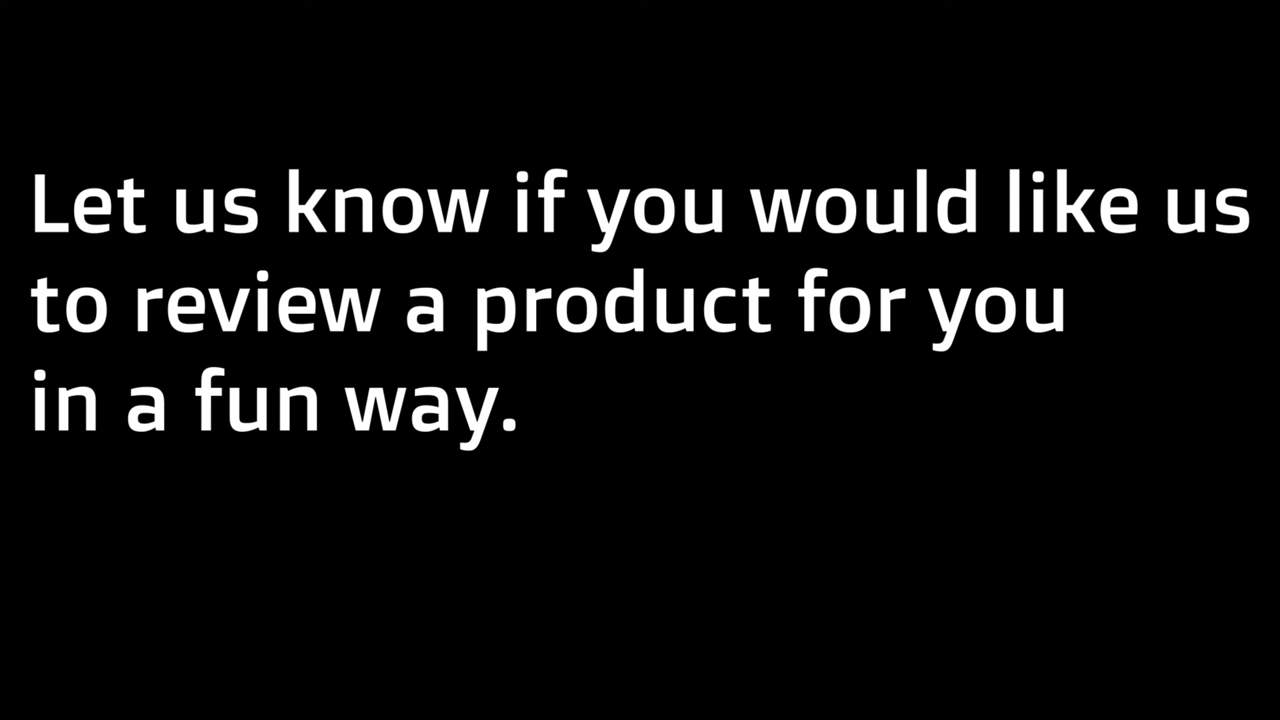 Let us know if you would like us
to review a product for you
in a fun way.